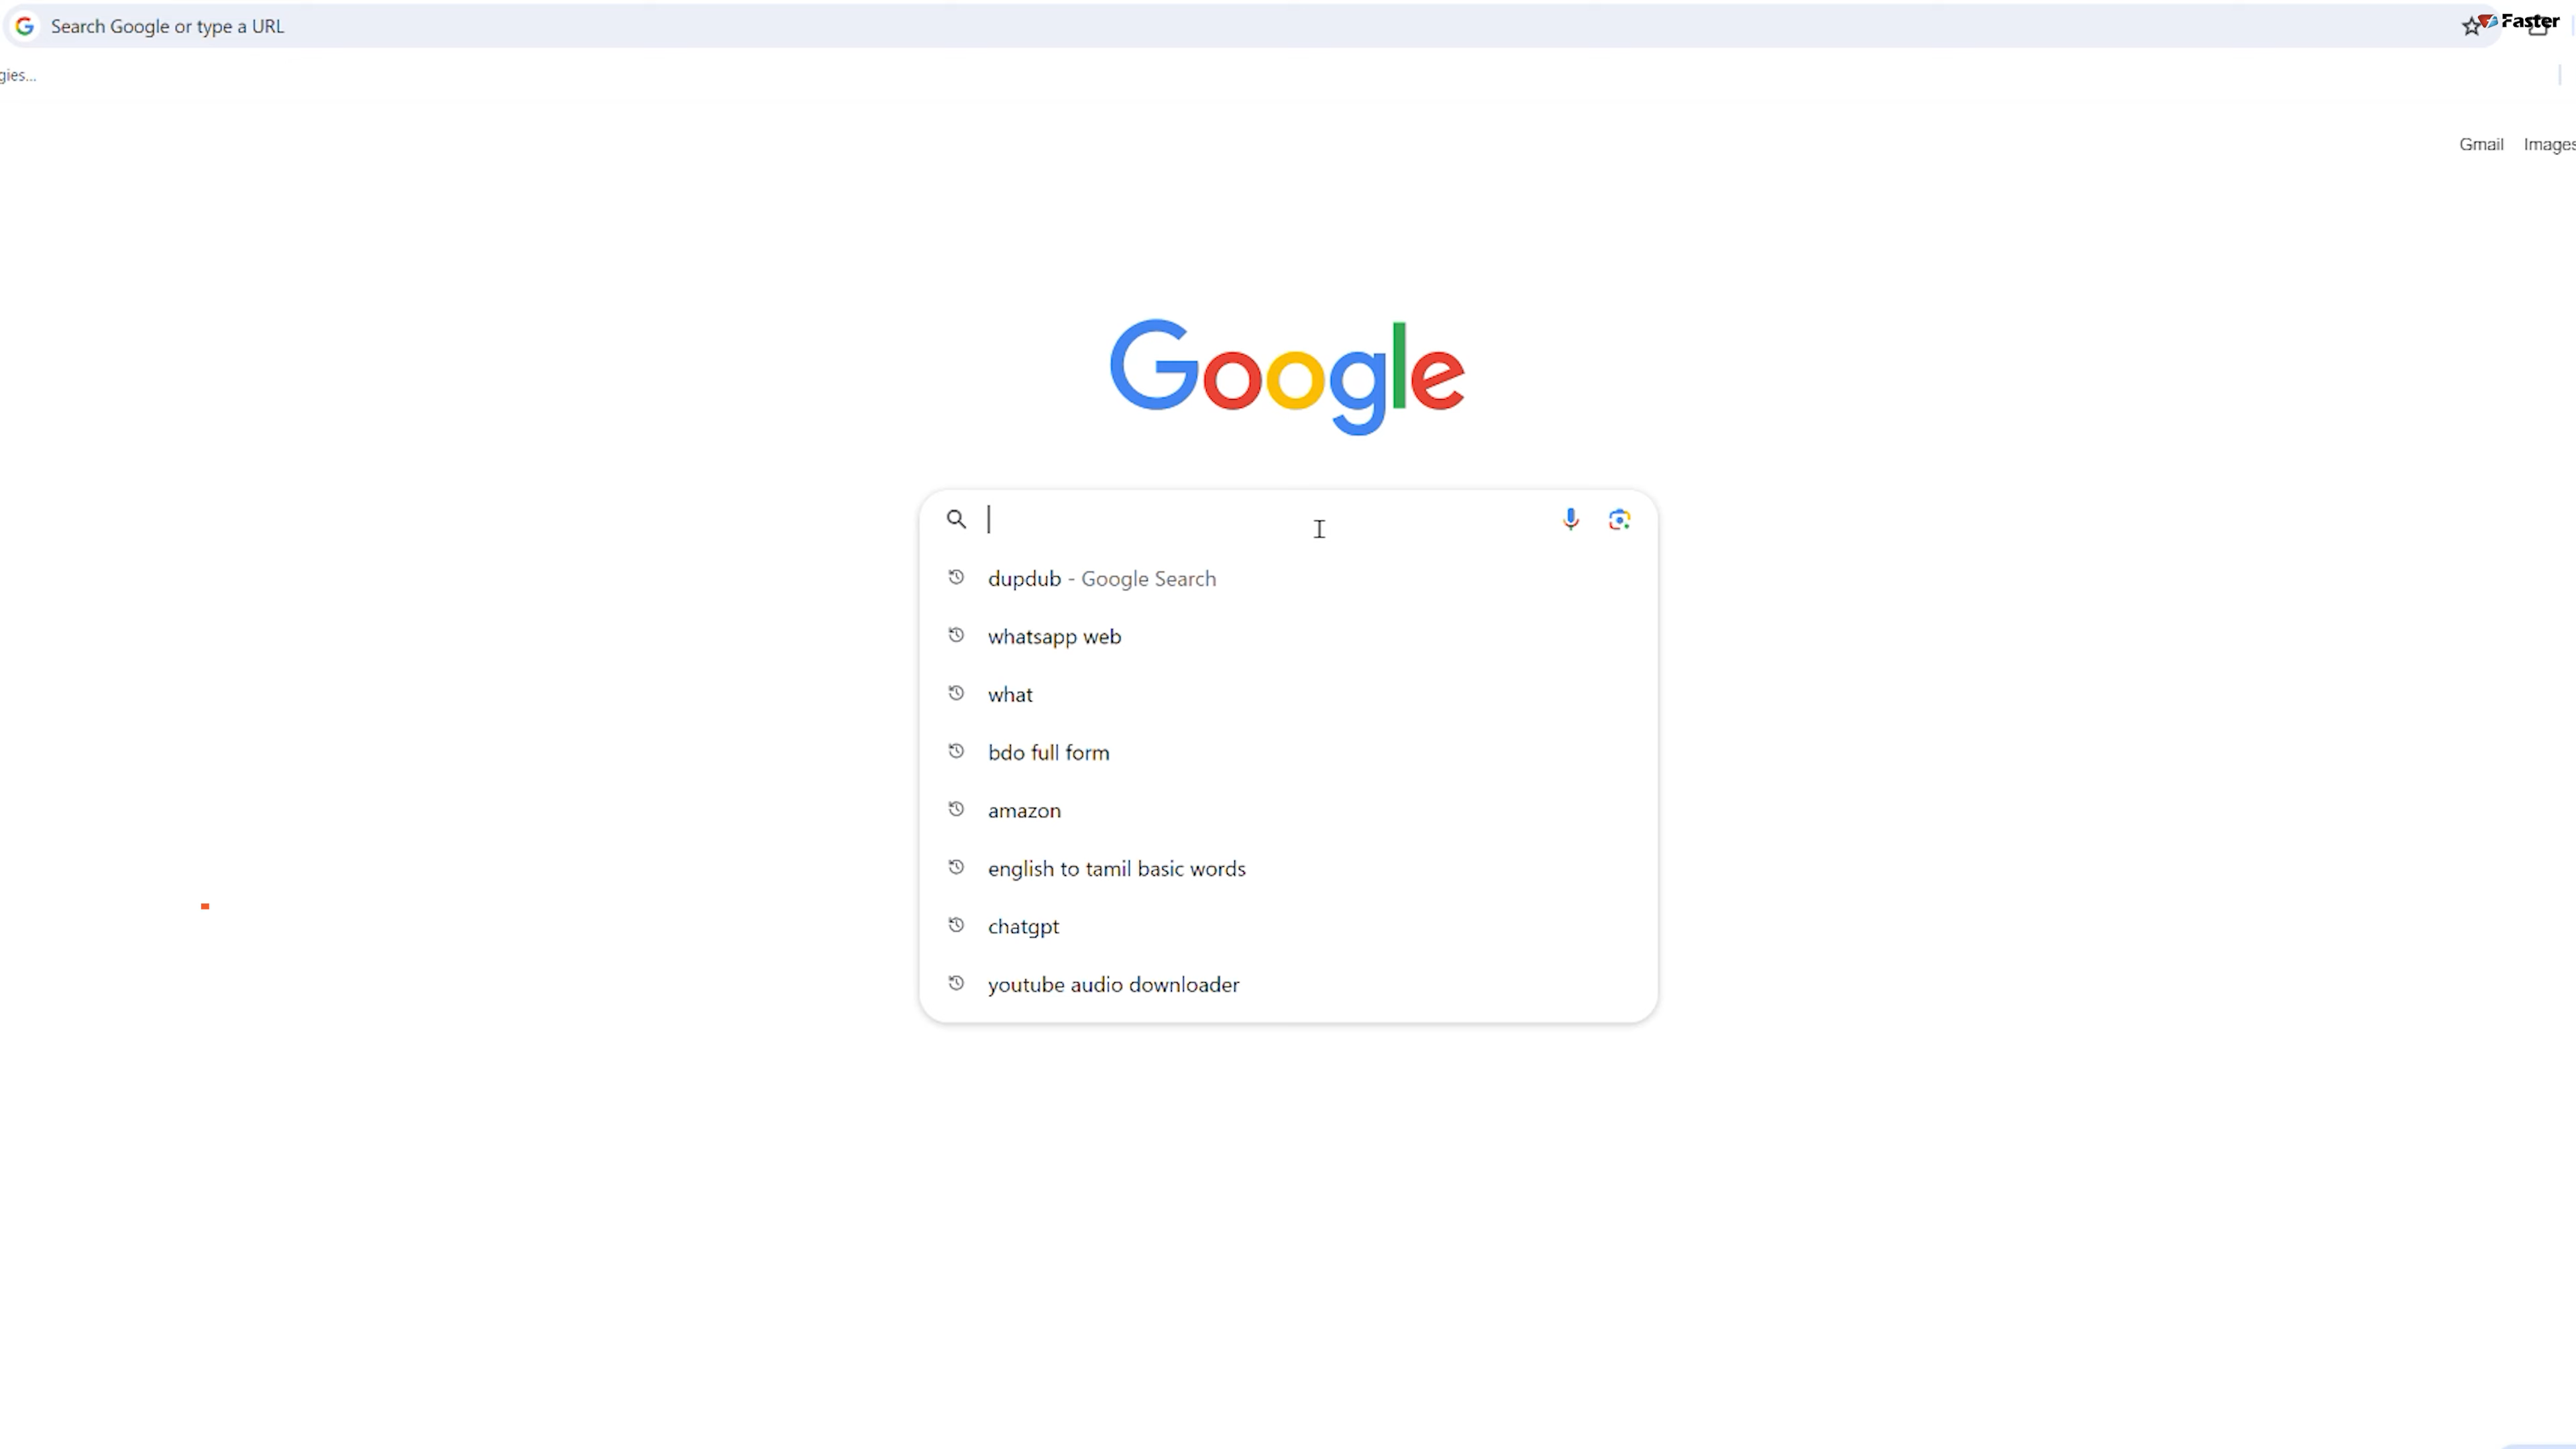 Search Google or type a URL
Faster
gies...
Gmail Images
Google
dupdub - Google Search
whatsapp web
what
bdo full form
amazon
english to tamil basic words
chatgpt
youtube audio downloader